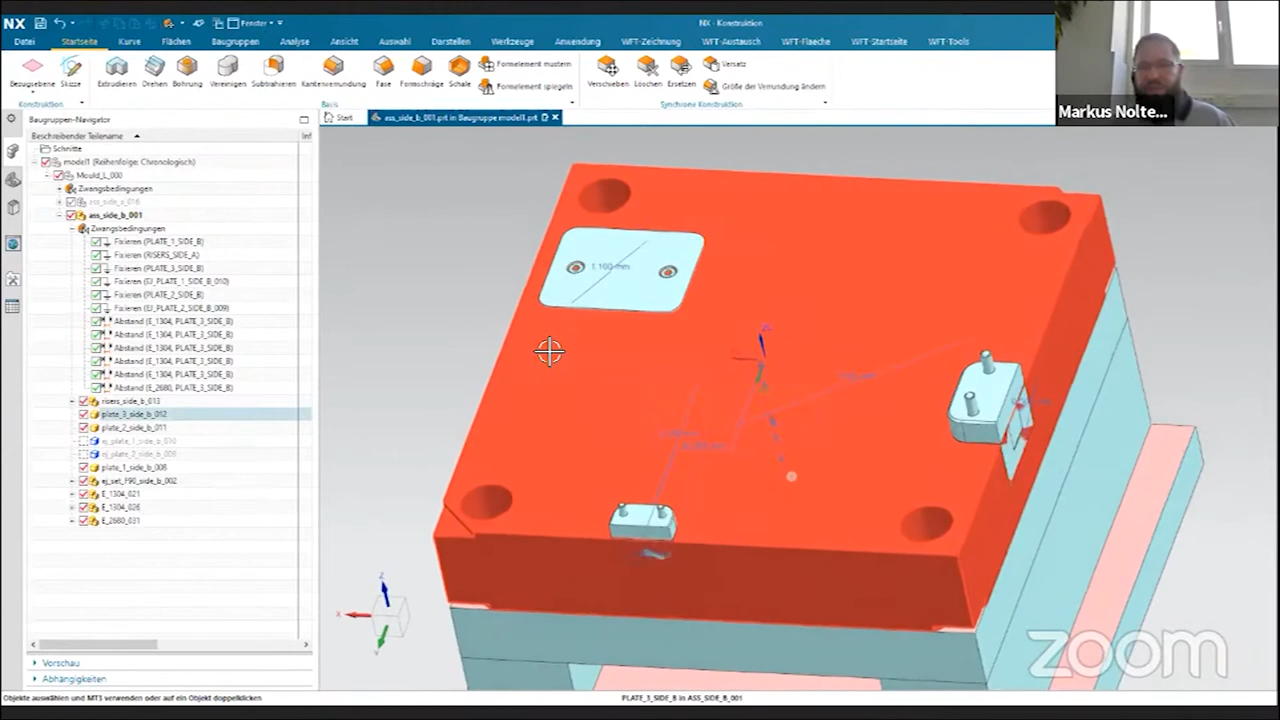 NX
Fenster
NX - Konstruktion
Datei Startseite Kurve Flächen Baugruppen Analyse Ansicht Auswahl Darstellen Werkzeuge Anwendung WFT-Zeichnung WFT-Austausch WFT-Flaeche WFT-Startseite WFT-Tools
Bezugsebene Skizze Extrudieren Drehen Bohrung Vereinigen Subtrahieren Kantenverrundung Fase Formschräge Schale Formelement mustern Verschieben Löschen Ersetzen Versatz
Formelement spiegeln Größe der Verrundung ändern
Konstruktion Basis Synchrone Konstruktion
Markus Nolte...
Baugruppen-Navigator
Start ass_side_b_001.prt in Baugruppe model1.prt
Beschreibender Teilename Inf
Schnitte
model1 (Reihenfolge: Chronologisch)
Mould_L_000
Zwangsbedingungen
ass_side_a_016
ass_side_b_001
Zwangsbedingungen
Fixieren (PLATE_1_SIDE_B)
Fixieren (RISERS_SIDE_A)
Fixieren (PLATE_3_SIDE_B)
Fixieren (EJ_PLATE_1_SIDE_B_010)
Fixieren (PLATE_2_SIDE_B)
Fixieren (EJ_PLATE_2_SIDE_B_009)
Abstand (E_1304, PLATE_3_SIDE_B)
Abstand (E_1304, PLATE_3_SIDE_B)
Abstand (E_1304, PLATE_3_SIDE_B)
Abstand (E_1304, PLATE_3_SIDE_B)
Abstand (E_1304, PLATE_3_SIDE_B)
Abstand (E_2680, PLATE_3_SIDE_B)
risers_side_b_013
plate_3_side_b_012
plate_2_side_b_011
ej_plate_1_side_b_010
ej_plate_2_side_b_009
plate_1_side_b_008
ej_set_F90_side_b_002
E_1304_021
E_1304_026
E_2680_031
1.100 mm
X
Z
Y
Vorschau
Abhängigkeiten
Objekte auswählen und MT3 verwenden oder auf ein Objekt doppelklicken
PLATE_3_SIDE_B in ASS_SIDE_B_001
zoom